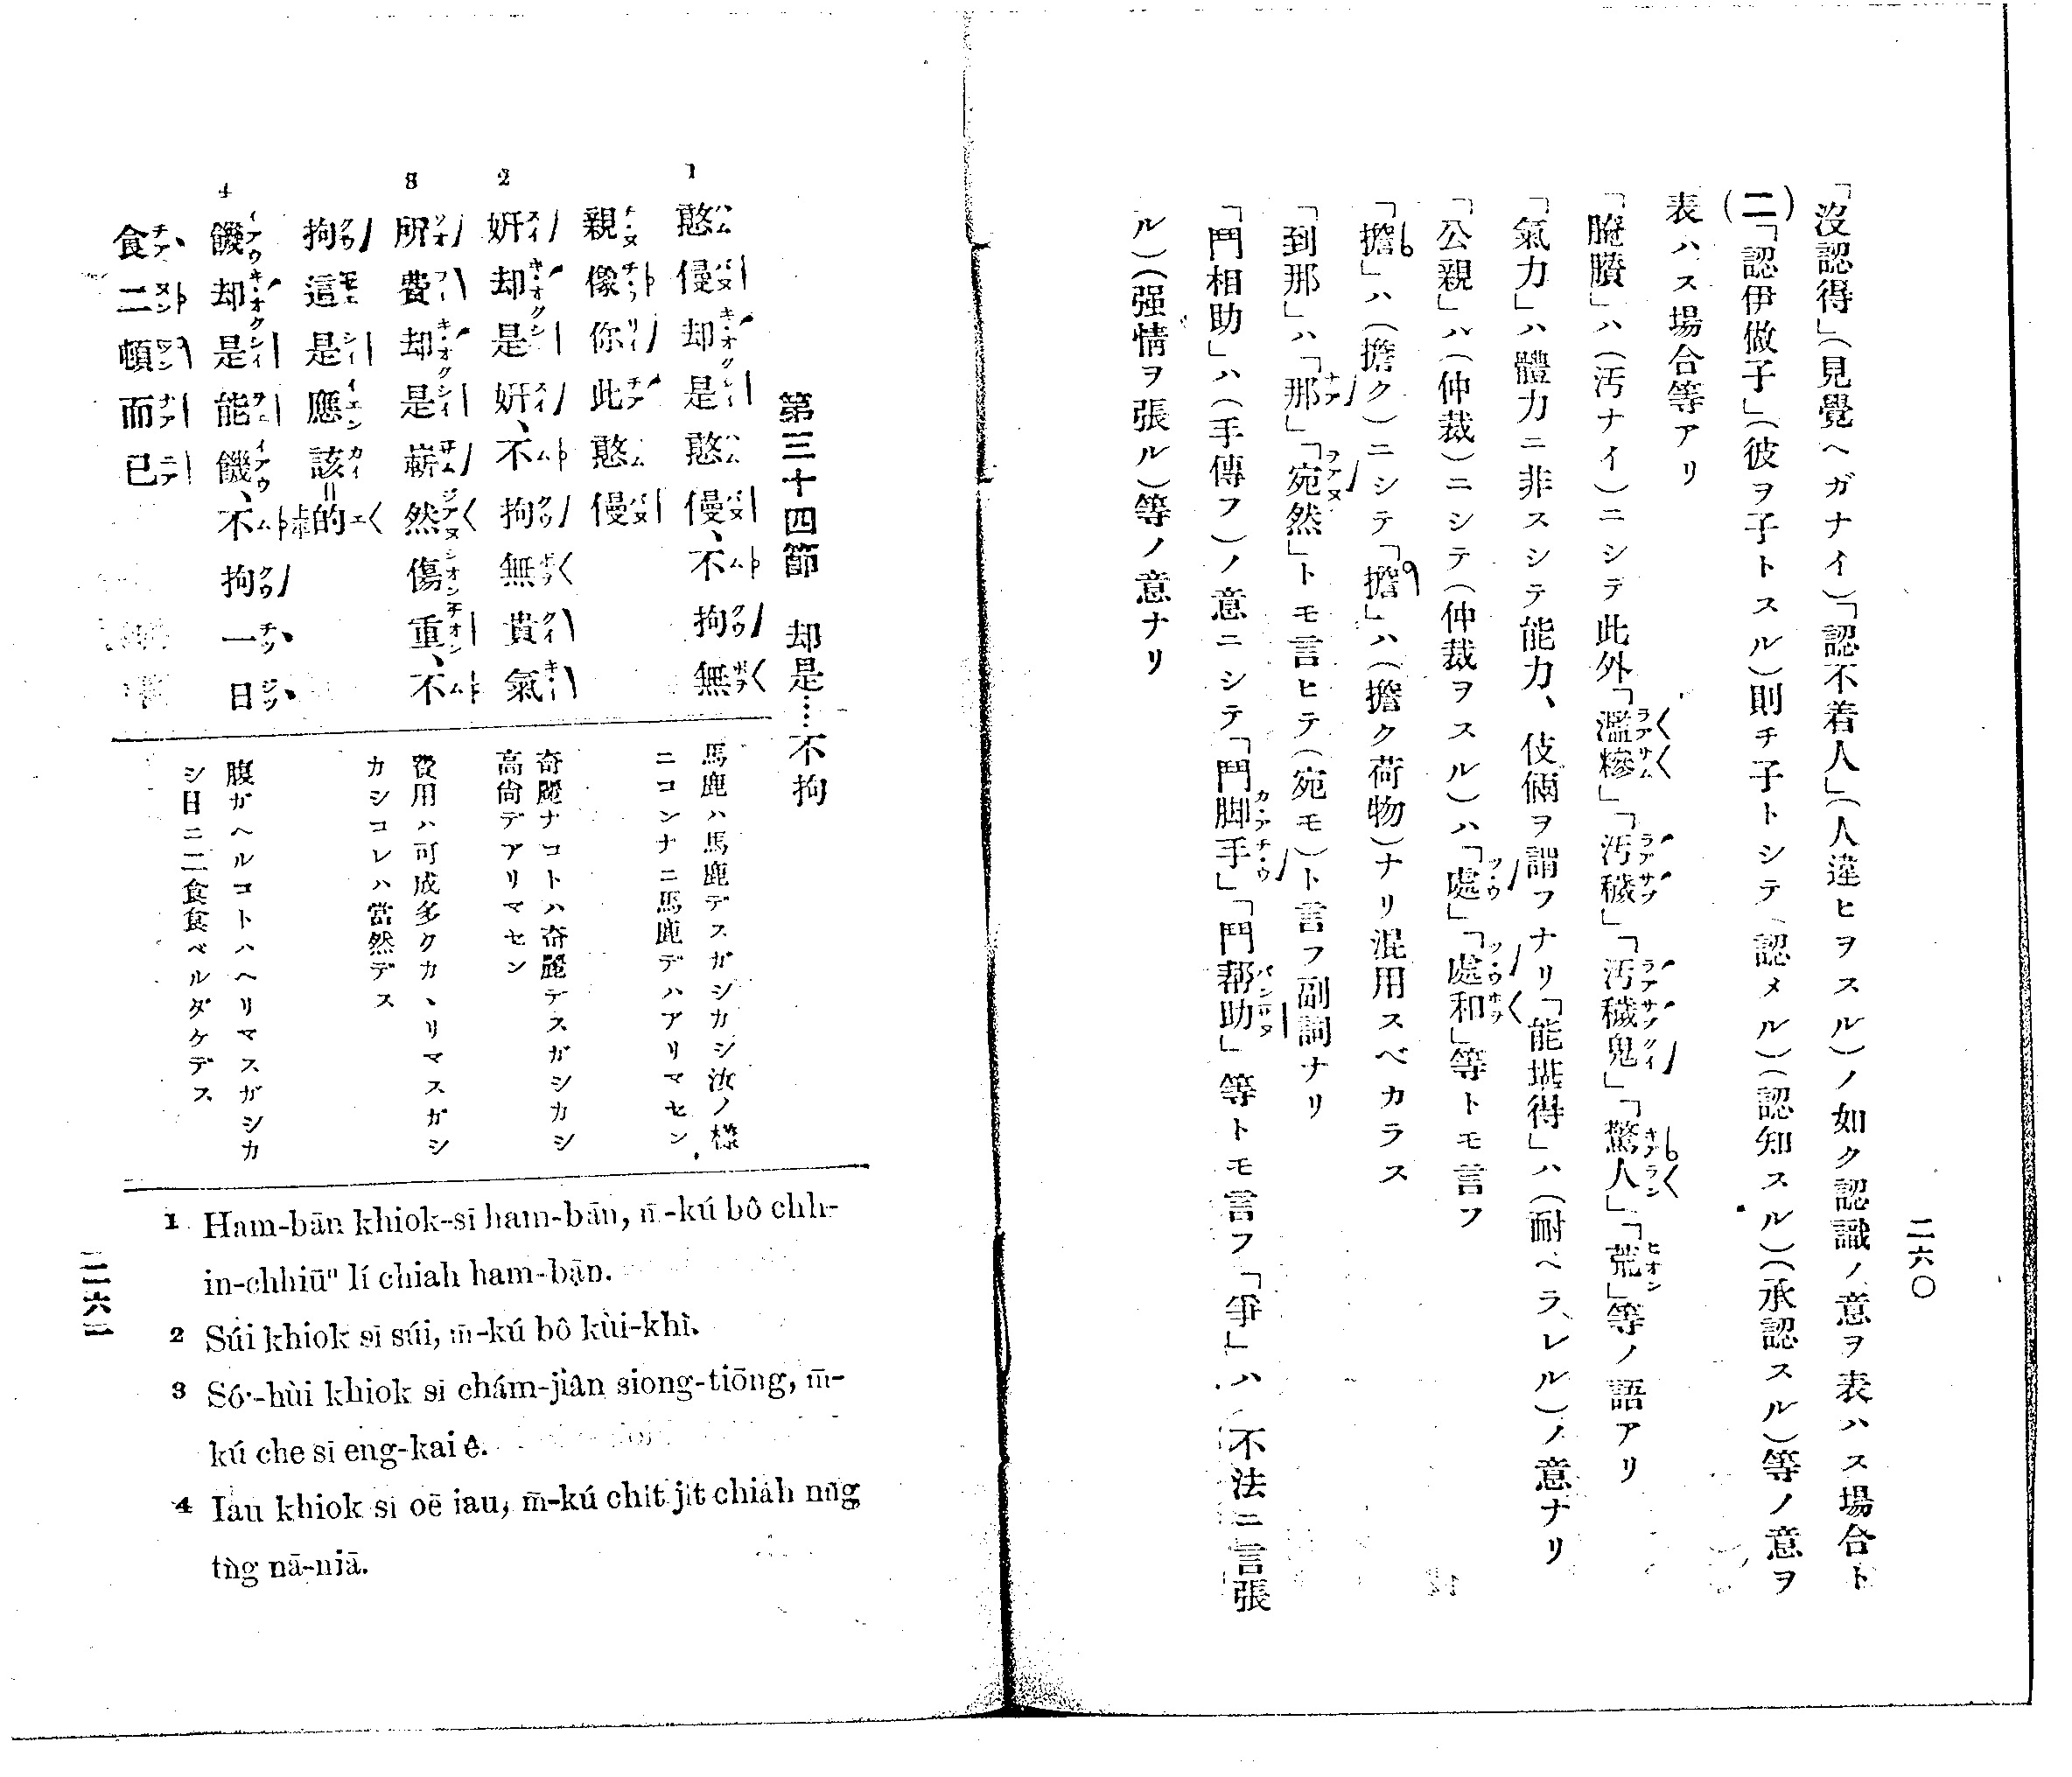 二六〇
「沒認得」(見覺ヘガナイ)「認不着人」(人違ヒヲスル)ノ如ク認識ノ意ヲ表ハス場合ト
(二)「認伊做子」(彼ヲ子トスル)則チ子トシテ(認メル)(認知スル)(承認スル)等ノ意ヲ
表ハス場合等アリ
「腌臢」ハ(汚ナイ)ニシテ此外「濫糝」「汚穢」「汚穢鬼」「驚人」「荒」等ノ語アリ
「氣力」ハ體力ニ非スシテ能力、伎倆ヲ謂フナリ「能堪得」ハ(耐ヘラレル)ノ意ナリ
「公親」ハ(仲裁)ニシテ(仲裁ヲスル)ハ「處」「處和」等トモ言フ
「擔」ハ(擔ク)ニシテ「擔」ハ(擔ク荷物)ナリ混用スベカラス
「到那」ハ「那」「宛然」トモ言ヒテ(宛モ)ト言フ副詞ナリ
「鬥相助」ハ(手傳フ)ノ意ニシテ「鬥脚手」「鬥幇助」等トモ言フ「爭」ハ(不法ニ言張
ル)(强情ヲ張ル)等ノ意ナリ
第三十四節 却是……不拘
1 憨㑼却是憨㑼、不拘無
親像你此憨㑼
2 妍却是妍、不拘無貴氣
3 所費却是嶄然傷重、不
拘這是應該=的
4 饑却是能饑、不拘一日
食二頓而已
馬鹿ハ馬鹿デスガシカシ汝ノ樣
ニコンナニ馬鹿デハアリマセン
奇麗ナコトハ奇麗デスガシカシ
高尙デアリマセン
費用ハ可成多クカヽリマスガシ
カシコレハ當然デス
腹ガヘルコトハヘリマスガシカ
シ日ニ二食食ベルダケデス
1 Ham-bān khiok-sī ham-bān, m̄-kú bô chh-
in-chhiūⁿ lí chiah ham-bān.
2 Súi khiok sī súi, m̄-kú bô kùi-khì.
3 Só·-hùi khiok sī chám-jiân siong-tiōng, m̄-
kú che sī eng-kai ê.
4 Iau khiok sī oē iau, m̄-kú chi̍t ji̍t chia̍h nn̄g
tǹg nā-niā.
二六一